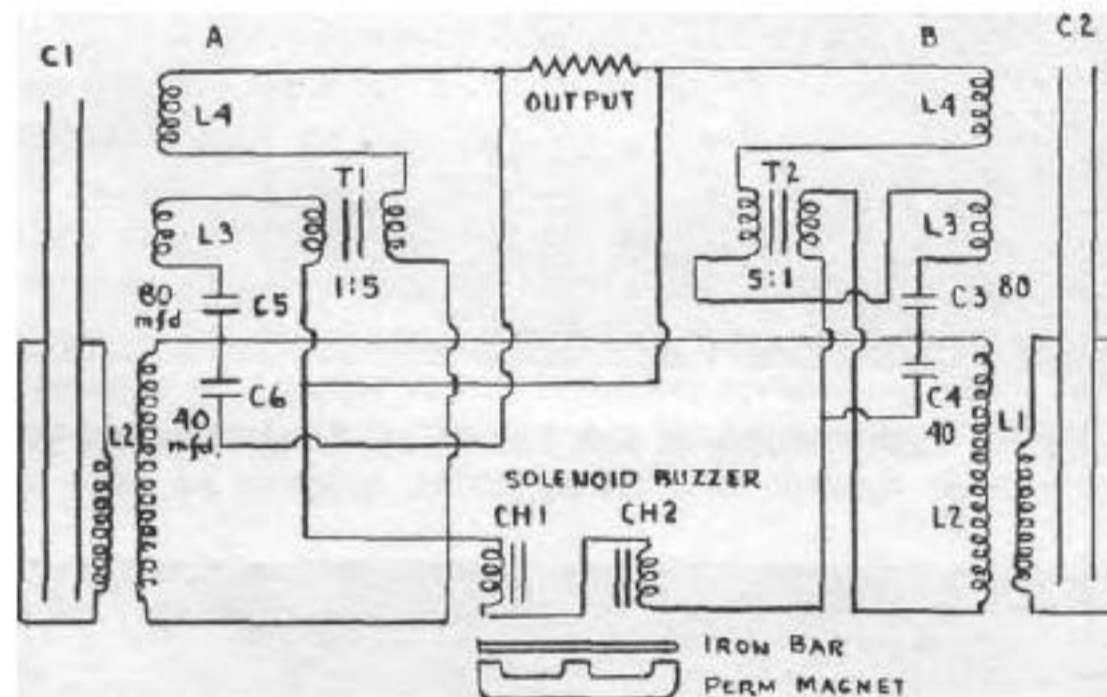 A
B
C1
C2
OUTPUT
L4
L4
T1
T2
L3
L3
1:5
5:1
80
mfd
C5
C3
80
C6
C4
40
mfd.
40
L2
L1
SOLENOID BUZZER
CH1
CH2
L2
IRON BAR
PERM MAGNET